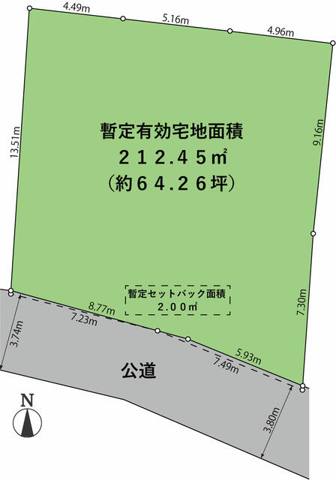 4.49m
5.16m
4.96m
13.51m
9.16m
暫定有効宅地面積
212.45㎡
(約64.26坪)
7.30m
暫定セットバック面積
2.00㎡
8.77m
7.23m
5.93m
7.49m
3.74m
公道
3.80m
N